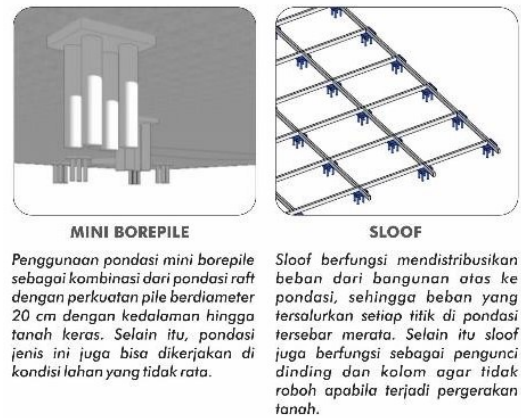 MINI BOREPILE
Penggunaan pondasi mini borepile
sebagai kombinasi dari pondasi raft
dengan perkuatan pile berdiameter
20 cm dengan kedalaman hingga
tanah keras. Selain itu, pondasi
jenis ini juga bisa dikerjakan di
kondisi lahan yang tidak rata.
SLOOF
Sloof berfungsi mendistribusikan
beban dari bangunan atas ke
pondasi, sehingga beban yang
tersalurkan setiap titik di pondasi
tersebar merata. Selain itu sloof
juga berfungsi sebagai pengunci
dinding dan kolom agar tidak
roboh apabila terjadi pergerakan
tanah.